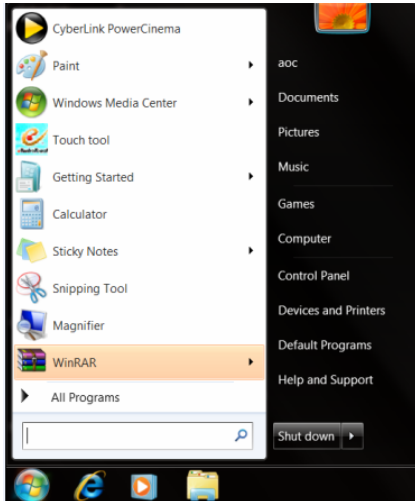 CyberLink PowerCinema
Paint
Windows Media Center
Touch tool
Getting Started
Calculator
Sticky Notes
Snipping Tool
Magnifier
WinRAR
All Programs
aoc
Documents
Pictures
Music
Games
Computer
Control Panel
Devices and Printers
Default Programs
Help and Support
Shut down